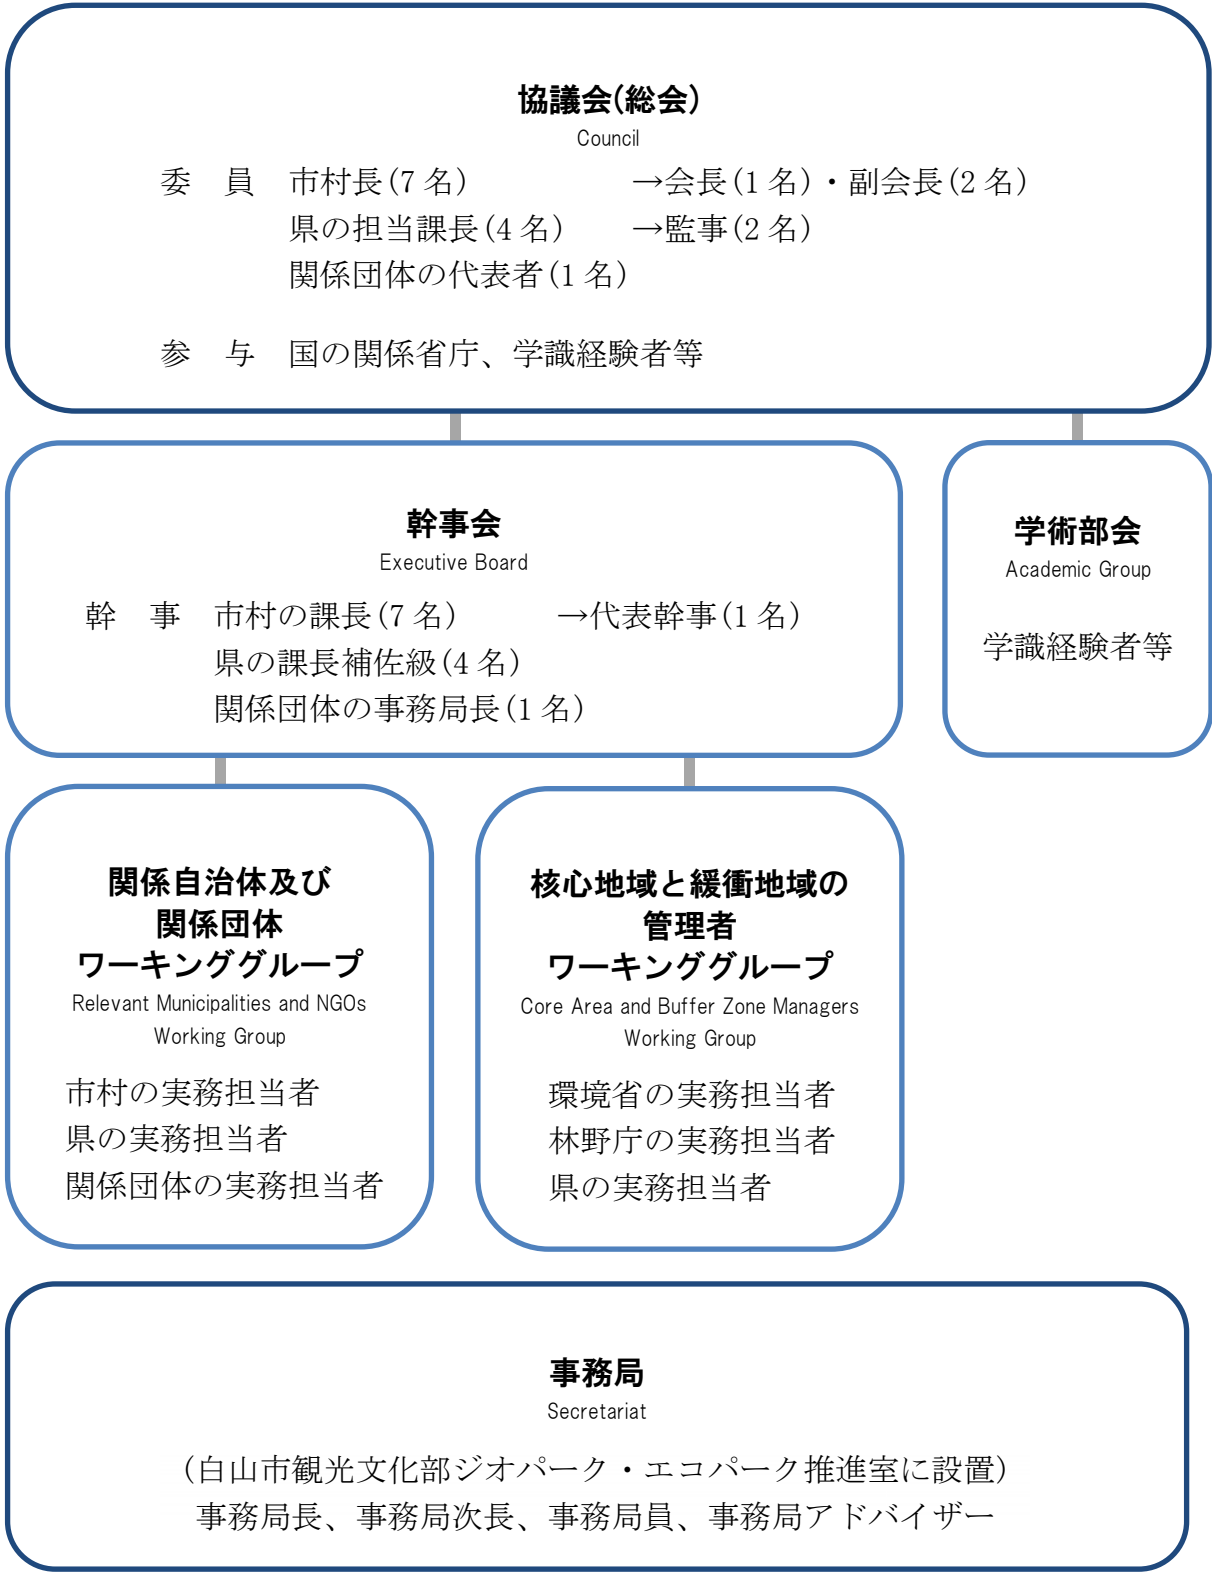 協議会(総会)
Council
委　員　市村長(7 名)　→会長(1 名)・副会長(2 名)
県の担当課長(4 名)　→監事(2 名)
関係団体の代表者(1 名)
参　与　国の関係省庁、学識経験者等
幹事会
Executive Board
幹　事　市村の課長(7 名)　→代表幹事(1 名)
県の課長補佐級(4 名)
関係団体の事務局長(1 名)
学術部会
Academic Group
学識経験者等
関係自治体及び
関係団体
ワーキンググループ
Relevant Municipalities and NGOs
Working Group
市村の実務担当者
県の実務担当者
関係団体の実務担当者
核心地域と緩衝地域の
管理者
ワーキンググループ
Core Area and Buffer Zone Managers
Working Group
環境省の実務担当者
林野庁の実務担当者
県の実務担当者
事務局
Secretariat
(白山市観光文化部ジオパーク・エコパーク推進室に設置)
事務局長、事務局次長、事務局員、事務局アドバイザー